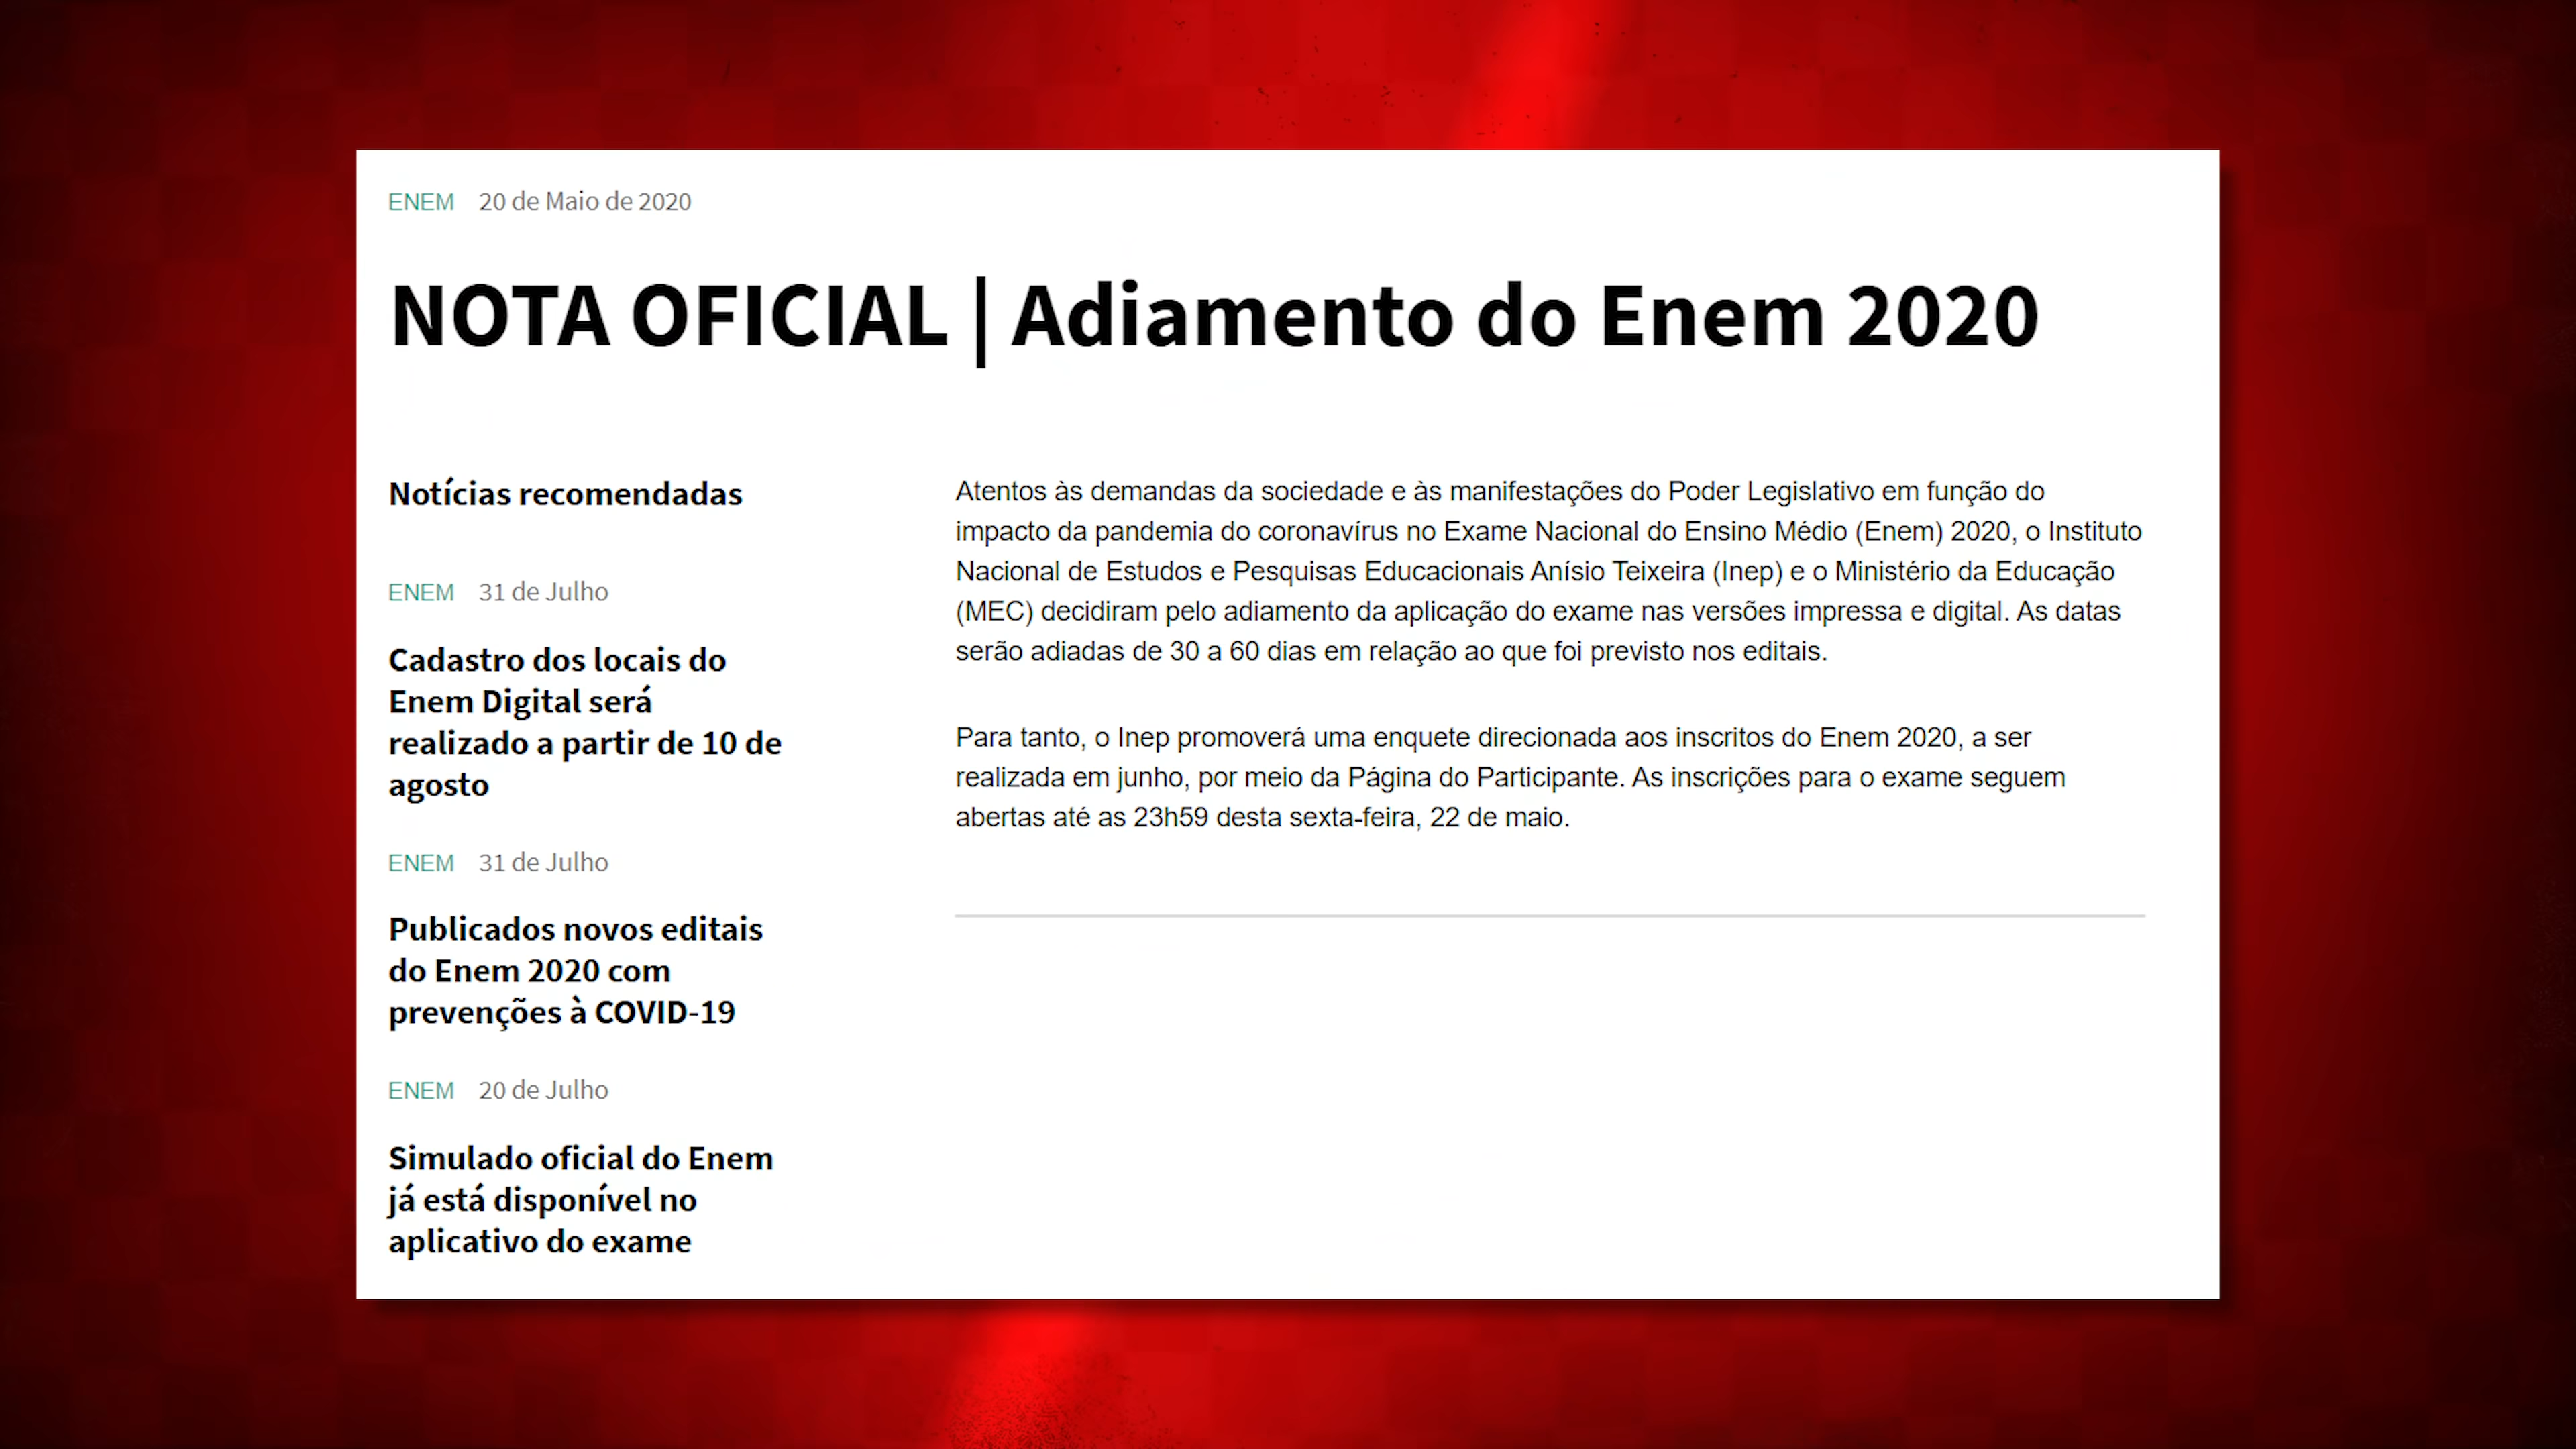 ENEM 20 de Maio de 2020
NOTA OFICIAL | Adiamento do Enem 2020
Notícias recomendadas
ENEM 31 de Julho
Cadastro dos locais do
Enem Digital será
realizado a partir de 10 de
agosto
ENEM 31 de Julho
Publicados novos editais
do Enem 2020 com
prevenções à COVID-19
ENEM 20 de Julho
Simulado oficial do Enem
já está disponível no
aplicativo do exame
Atentos às demandas da sociedade e às manifestações do Poder Legislativo em função do
impacto da pandemia do coronavírus no Exame Nacional do Ensino Médio (Enem) 2020, o Instituto
Nacional de Estudos e Pesquisas Educacionais Anísio Teixeira (Inep) e o Ministério da Educação
(MEC) decidiram pelo adiamento da aplicação do exame nas versões impressa e digital. As datas
serão adiadas de 30 a 60 dias em relação ao que foi previsto nos editais.
Para tanto, o Inep promoverá uma enquete direcionada aos inscritos do Enem 2020, a ser
realizada em junho, por meio da Página do Participante. As inscrições para o exame seguem
abertas até as 23h59 desta sexta-feira, 22 de maio.